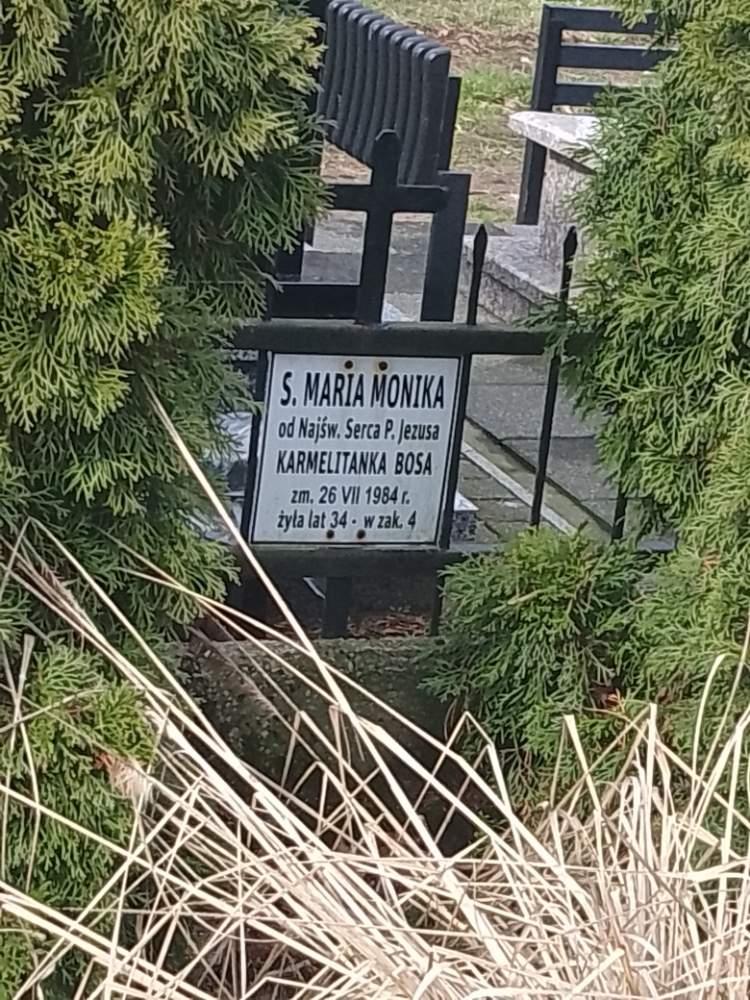 S. MARIA MONIKA
od Najśw. Serca P. Jezusa
KARMELITANKA BOSA
zm. 26 VII 1984 r.
żyła lat 34 - w zak. 4